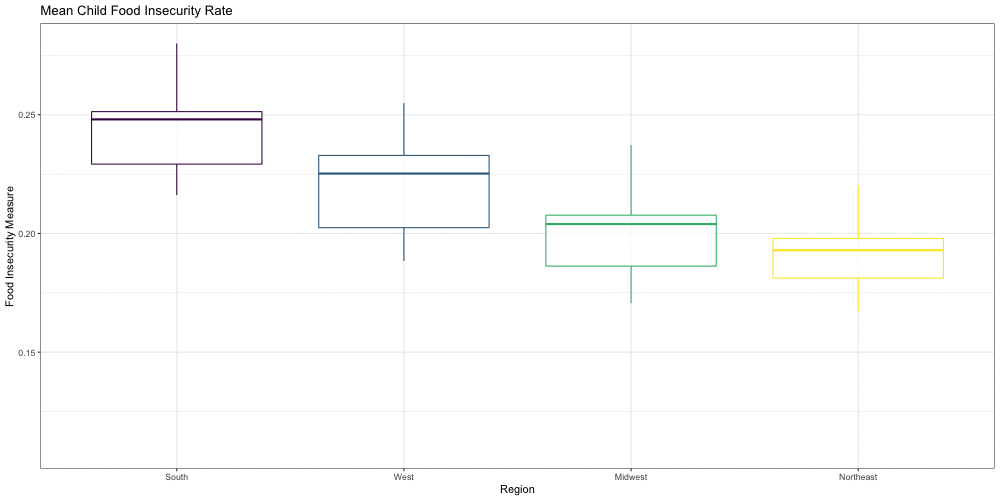 Mean Child Food Insecurity Rate
Food Insecurity Measure
0.25
0.20
0.15
South West Midwest Northeast
Region